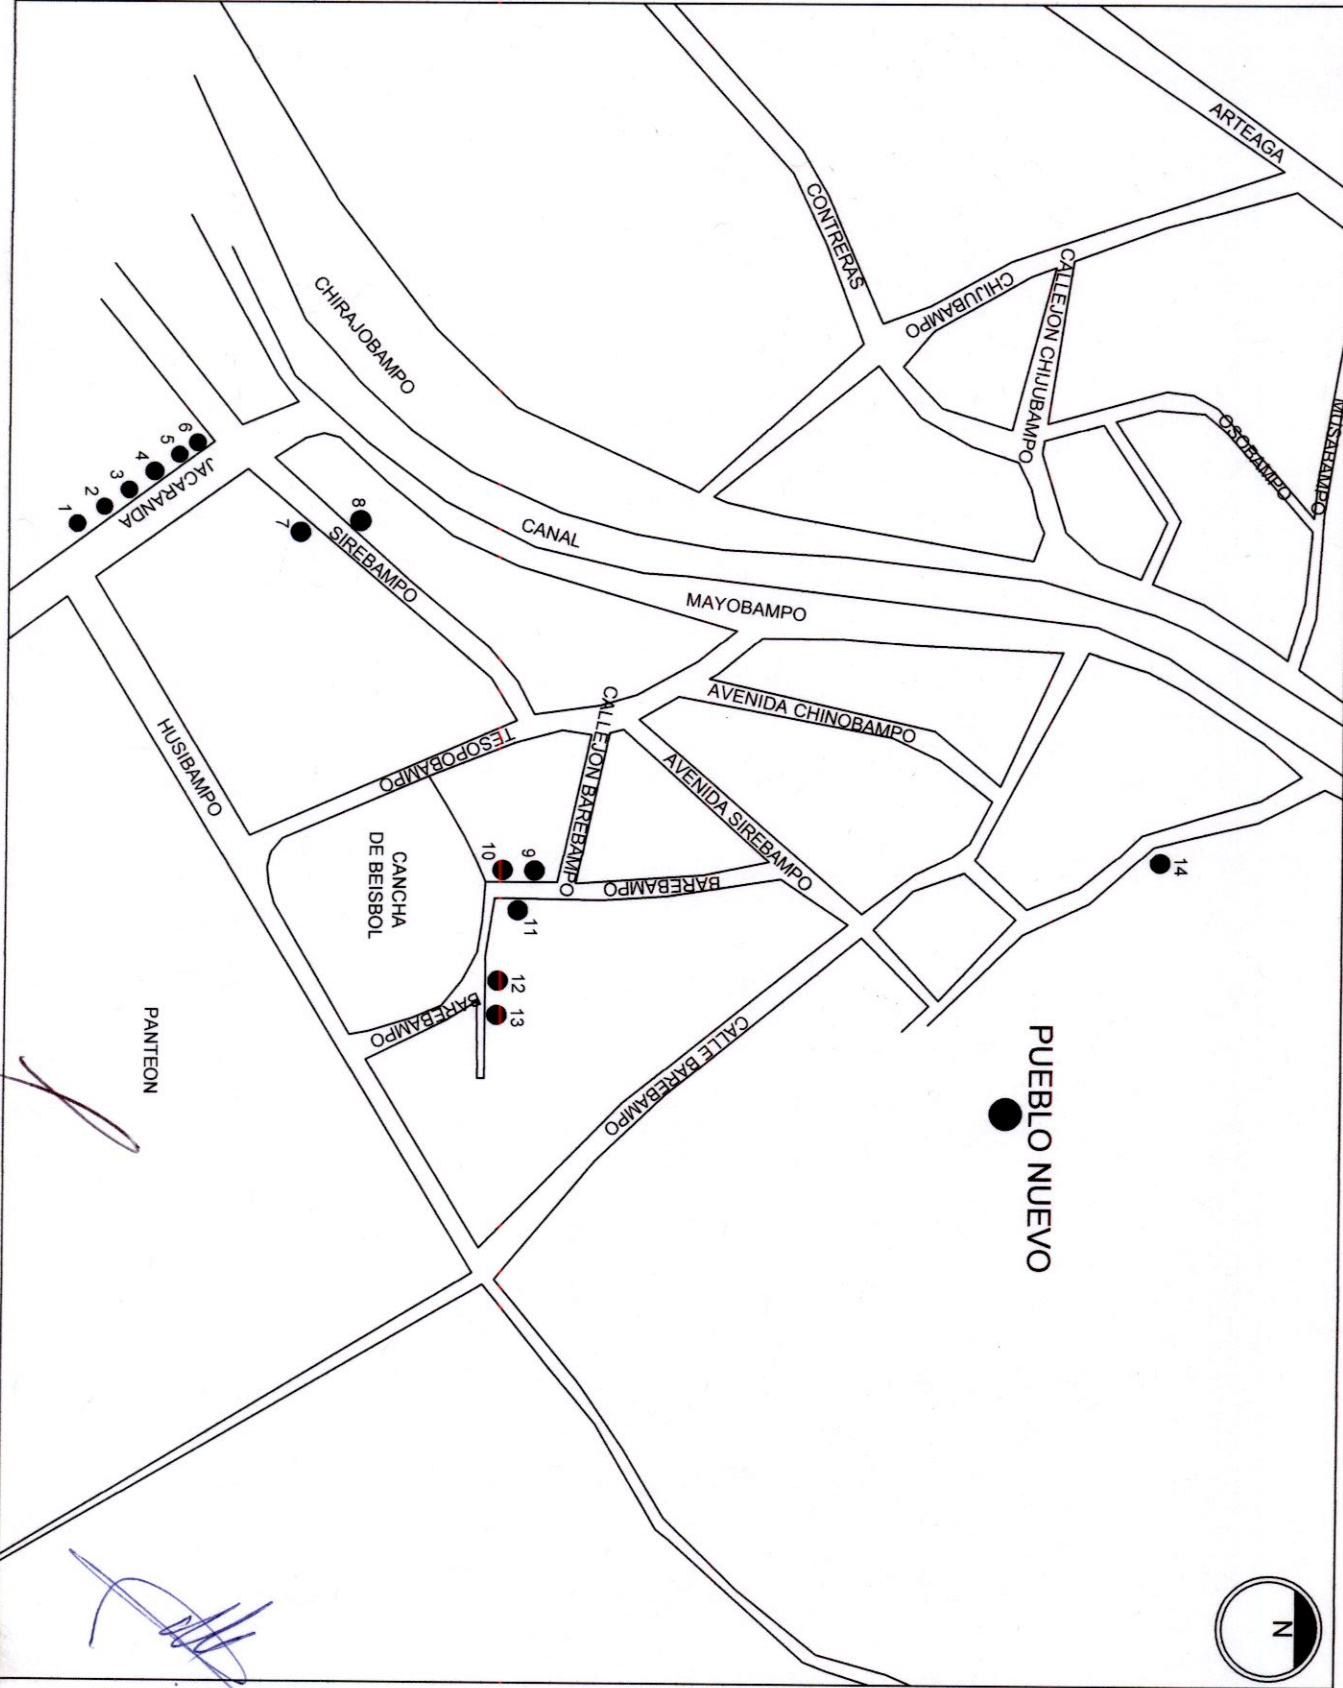 ARTEAGA
CONTRERAS
CHIJUBAMPO
CALLEJON CHIJUBAMPO
OSOBAMPO
MUSABAMPO
CHIRAJOBAMPO
CANAL
MAYOBAMPO
6
5
4
3
2
1
JACARANDA
7
8
SIREBAMPO
HUSIBAMPO
TESOPOBAMPO
CALLEJON BAREBAMPO
AVENIDA CHINOBAMPO
AVENIDA SIREBAMPO
BAREBAMPO
9
10
11
12
13
14
CANCHA
DE BEISBOL
BAREBAMPO
CALLE BAREBAMPO
PANTEON
PUEBLO NUEVO
N